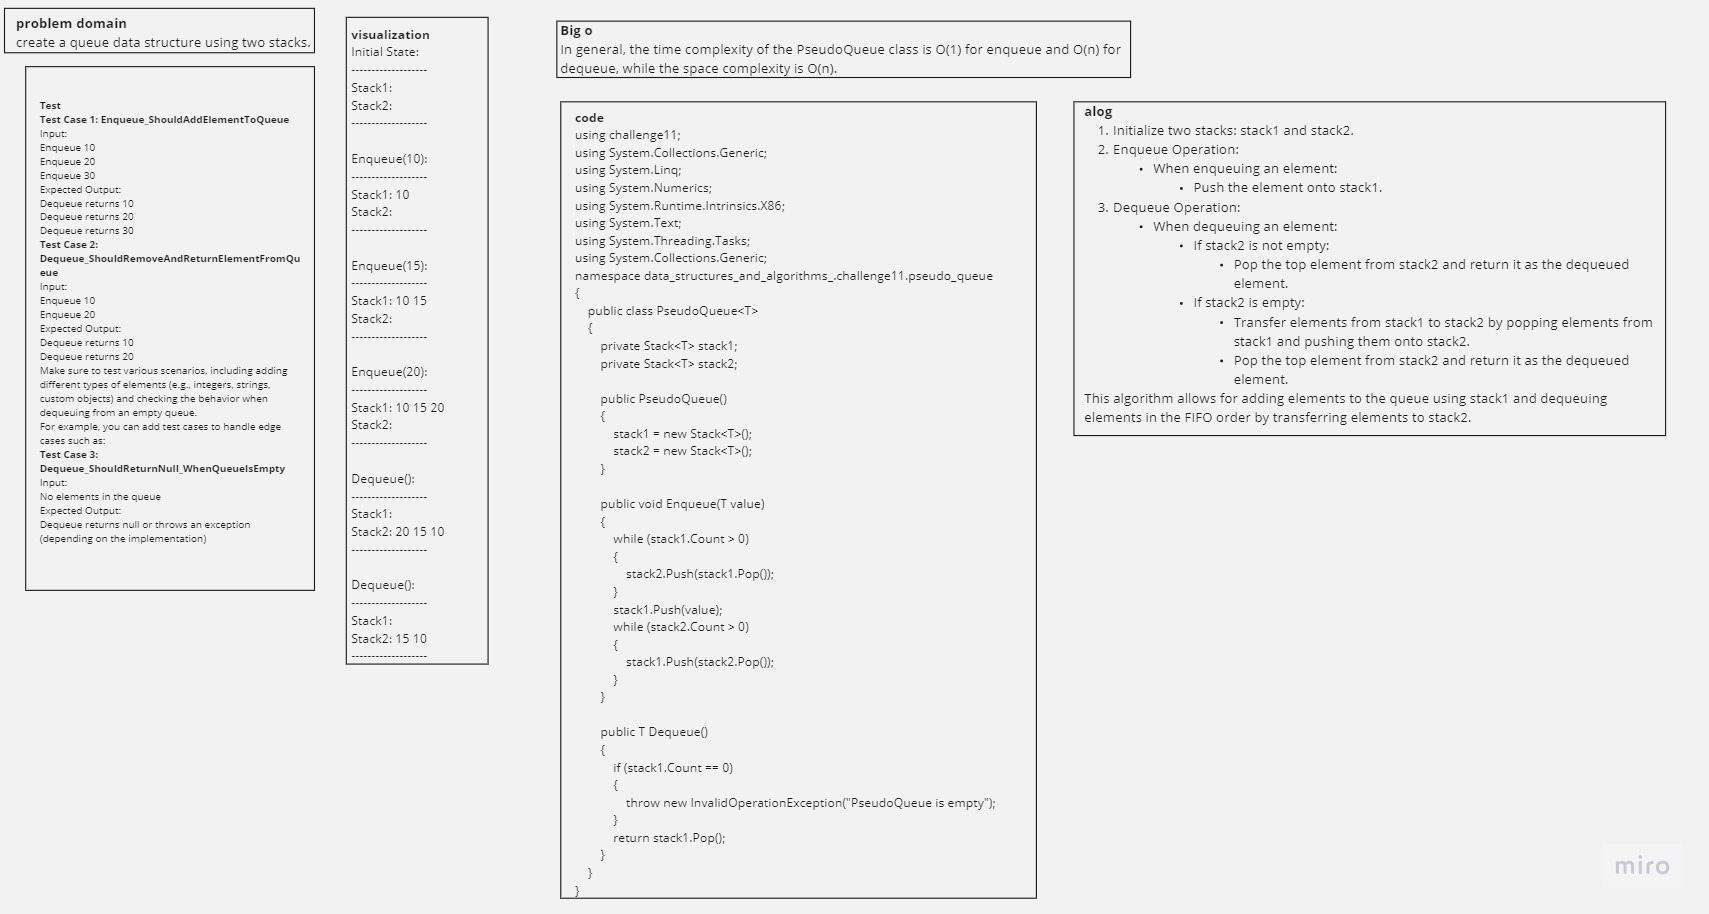 problem domain
create a queue data structure using two stacks.
Test
Test Case 1: Enqueue_ShouldAddElementToQueue
Input:
Enqueue 10
Enqueue 20
Enqueue 30
Expected Output:
Dequeue returns 10
Dequeue returns 20
Dequeue returns 30
Test Case 2:
Dequeue_ShouldRemoveAndReturnElementFromQu
eue
Input:
Enqueue 10
Enqueue 20
Expected Output:
Dequeue returns 10
Dequeue returns 20
Make sure to test various scenarios, including adding
different types of elements (e.g., integers, strings,
custom objects) and checking the behavior when
dequeuing from an empty queue.
For example, you can add test cases to handle edge
cases such as:
Test Case 3:
Dequeue_ShouldReturnNull_WhenQueueIsEmpty
Input:
No elements in the queue
Expected Output:
Dequeue returns null or throws an exception
(depending on the implementation)
visualization
Initial State:
-------------------
Stack1:
Stack2:
-------------------
Enqueue(10):
-------------------
Stack1: 10
Stack2:
-------------------
Enqueue(15):
-------------------
Stack1: 10 15
Stack2:
-------------------
Enqueue(20):
-------------------
Stack1: 10 15 20
Stack2:
-------------------
Dequeue():
-------------------
Stack1:
Stack2: 20 15 10
-------------------
Dequeue():
-------------------
Stack1:
Stack2: 15 10
-------------------
Big o
In general, the time complexity of the PseudoQueue class is O(1) for enqueue and O(n) for
dequeue, while the space complexity is O(n).
code
using challenge11;
using System.Collections.Generic;
using System.Linq;
using System.Numerics;
using System.Runtime.Intrinsics.X86;
using System.Text;
using System.Threading.Tasks;
using System.Collections.Generic;
namespace data_structures_and_algorithms_.challenge11.pseudo_queue
{
public class PseudoQueue<T>
{
private Stack<T> stack1;
private Stack<T> stack2;
public PseudoQueue()
{
stack1 = new Stack<T>();
stack2 = new Stack<T>();
}
public void Enqueue(T value)
{
while (stack1.Count > 0)
{
stack2.Push(stack1.Pop());
}
stack1.Push(value);
while (stack2.Count > 0)
{
stack1.Push(stack2.Pop());
}
}
public T Dequeue()
{
if (stack1.Count == 0)
{
throw new InvalidOperationException("PseudoQueue is empty");
}
return stack1.Pop();
}
}
}
alog
1. Initialize two stacks: stack1 and stack2.
2. Enqueue Operation:
• When enqueuing an element:
• Push the element onto stack1.
3. Dequeue Operation:
• When dequeuing an element:
• If stack2 is not empty:
• Pop the top element from stack2 and return it as the dequeued
element.
• If stack2 is empty:
• Transfer elements from stack1 to stack2 by popping elements from
stack1 and pushing them onto stack2.
• Pop the top element from stack2 and return it as the dequeued
element.
This algorithm allows for adding elements to the queue using stack1 and dequeuing
elements in the FIFO order by transferring elements to stack2.
miro